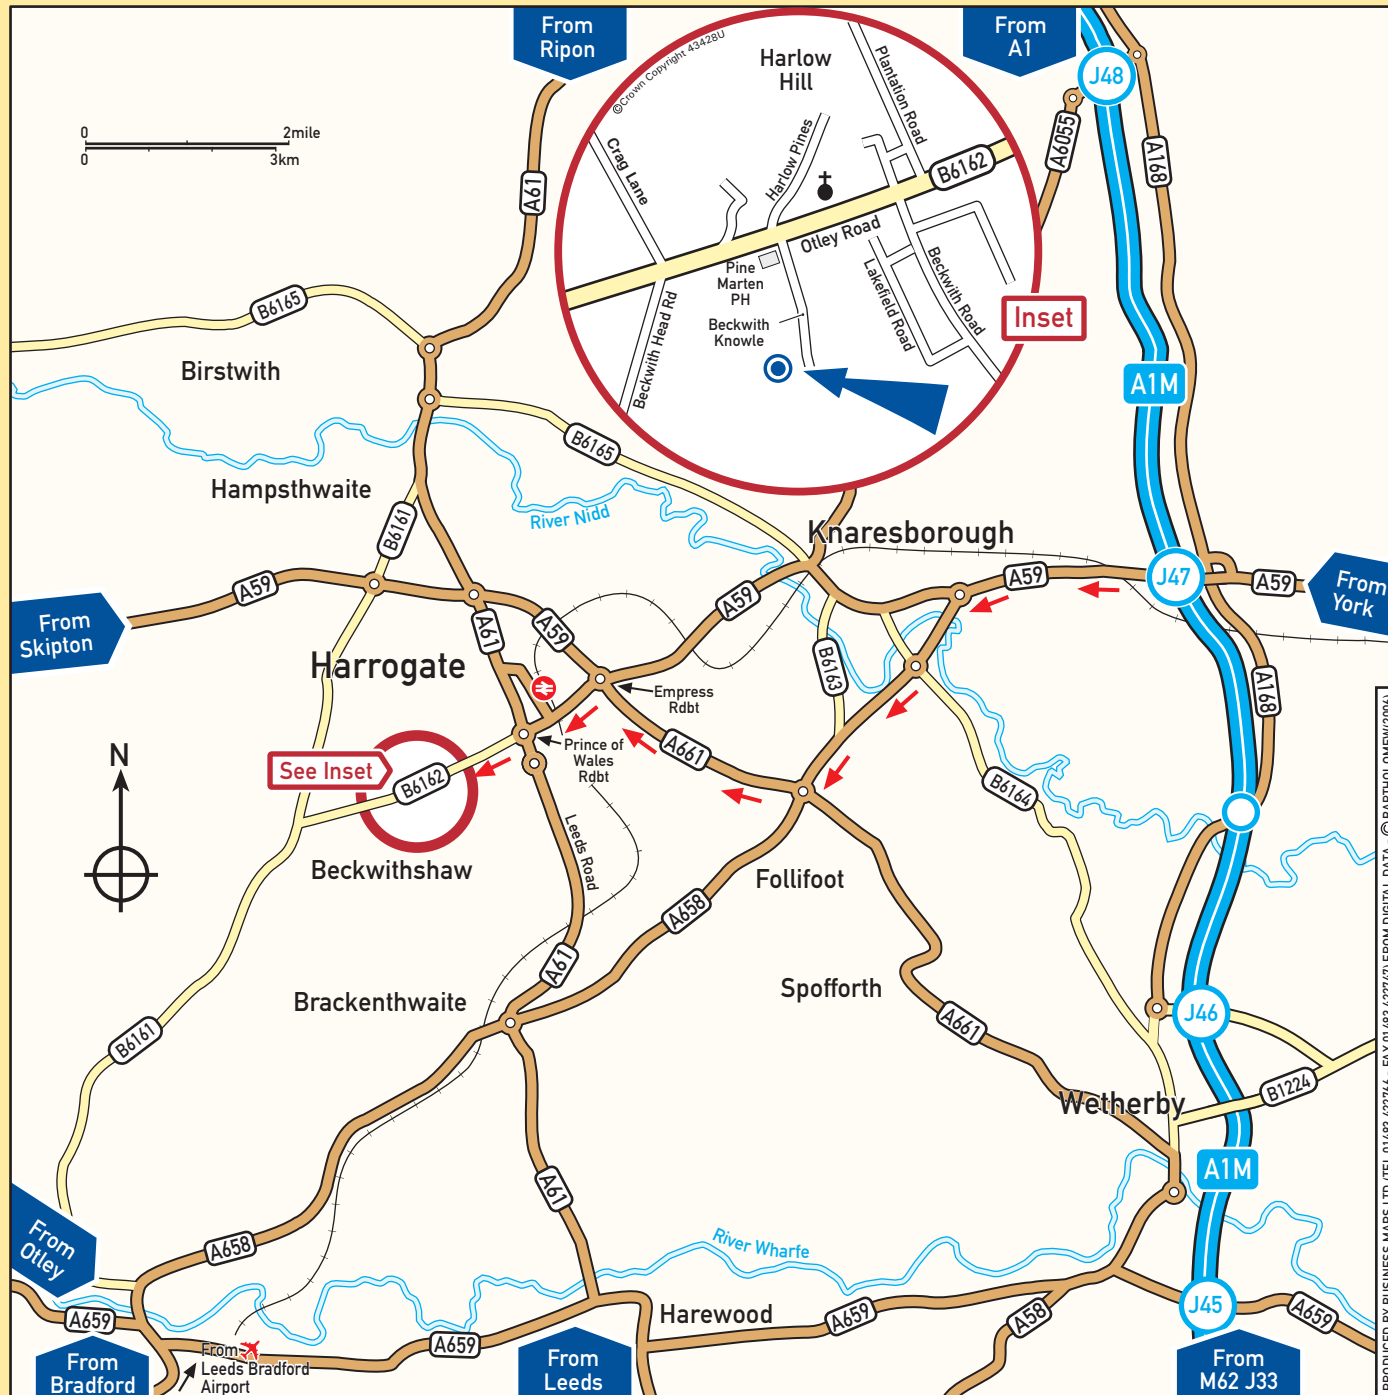 From
Ripon
From
A1
J48
©Crown Copyright 43428U
Harlow
Hill
Plantation Road
Crag Lane
Harlow Pines
B6162
Otley Road
Pine
Marten
PH
Beckwith
Knowle
Beckwith Head Rd
Lakefield Road
Beckwith Road
Inset
0 2mile
0 3km
A61
A6055
A168
A1M
B6165
Birstwith
B6165
Hampsthwaite
River Nidd
B6161
Knaresborough
A59
A59
A59
J47
A59
From
York
From
Skipton
A61
A59
Harrogate
Empress
Rdbt
B6163
A168
N
See Inset
B6162
Prince of
Wales
Rdbt
A661
B6164
Leeds Road
Beckwithshaw
Follifoot
A658
A61
Brackenthwaite
Spofforth
A661
J46
B6161
Wetherby
B1224
A1M
A61
From
Otley
A658
River Wharfe
A659
Harewood
A659
A659
A58
J45
A659
From
Bradford
From
Leeds Bradford
Airport
From
Leeds
From
M62 J33